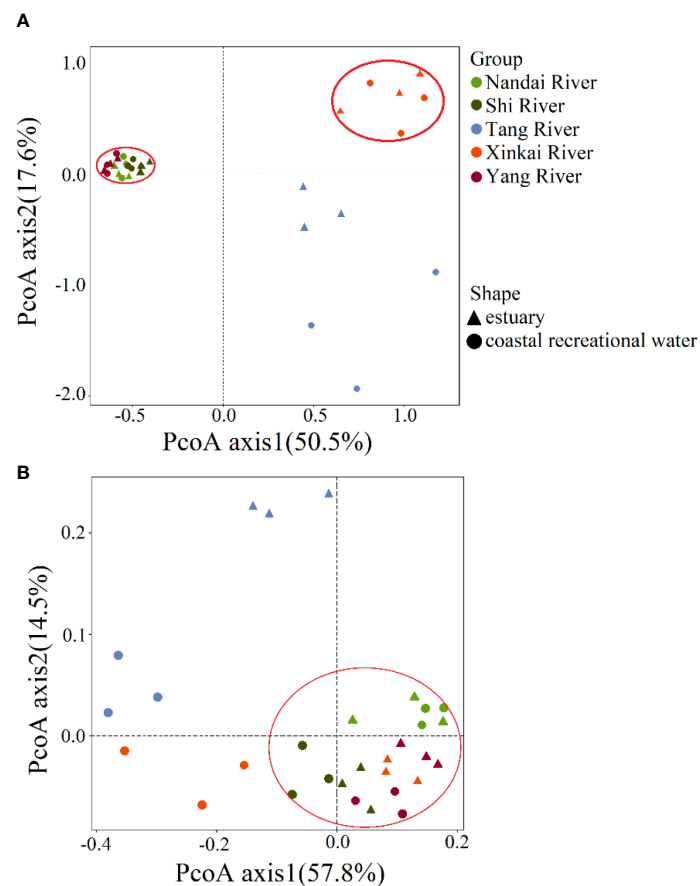 A
1.0
0.0
-1.0
-2.0
PcoA axis2(17.6%)
-0.5
0.0
0.5
1.0
PcoA axis1(50.5%)
Group
Nandai River
Shi River
Tang River
Xinkai River
Yang River
Shape
estuary
coastal recreational water
B
0.2
0.1
0.0
PcoA axis2(14.5%)
-0.4
-0.2
0.0
0.2
PcoA axis1(57.8%)